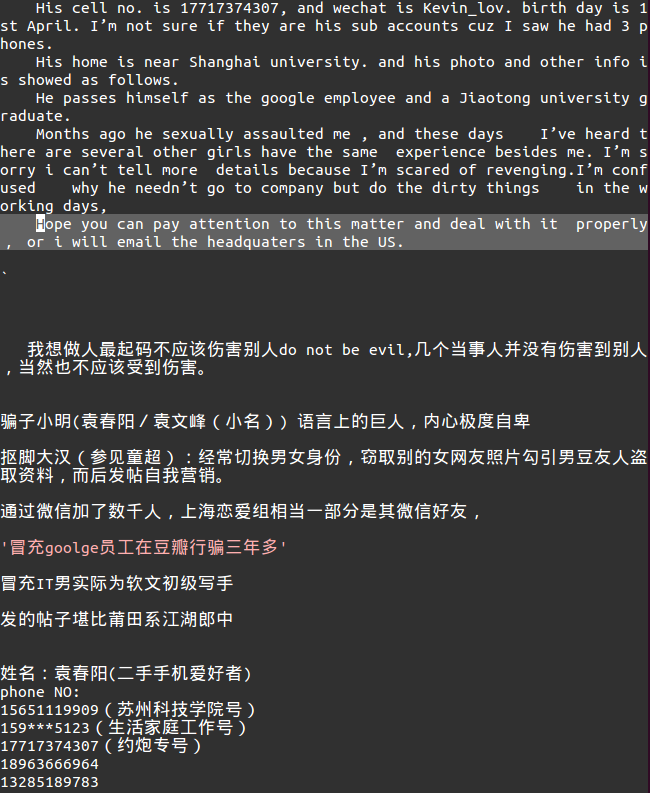 His cell no. is 17717374307, and wechat is Kevin_lov. birth day is 1
st April. I’m not sure if they are his sub accounts cuz I saw he had 3 p
hones.
His home is near Shanghai university. and his photo and other info i
s showed as follows.
He passes himself as the google employee and a Jiaotong university g
raduate.
Months ago he sexually assaulted me , and these days    I’ve heard t
here are several other girls have the same  experience besides me. I’m s
orry i can’t tell more  details because I’m scared of revenging.I’m conf
used    why he needn’t go to company but do the dirty things    in the w
orking days,
Hope you can pay attention to this matter and deal with it  properly
,  or i will email the headquaters in the US.
`
我想做人最起码不应该伤害别人do not be evil,几个当事人并没有伤害到别人
，当然也不应该受到伤害。
骗子小明(袁春阳／袁文峰（小名）) 语言上的巨人，内心极度自卑
抠脚大汉（参见童超）：经常切换男女身份，窃取别的女网友照片勾引男豆友人盗
取资料，而后发帖自我营销。
通过微信加了数千人，上海恋爱组相当一部分是其微信好友，
'冒充goolge员工在豆瓣行骗三年多'
冒充IT男实际为软文初级写手
发的帖子堪比莆田系江湖郎中
姓名：袁春阳(二手手机爱好者)
phone NO:
15651119909（苏州科技学院号）
159***5123（生活家庭工作号）
17717374307（约炮专号）
18963666964
13285189783